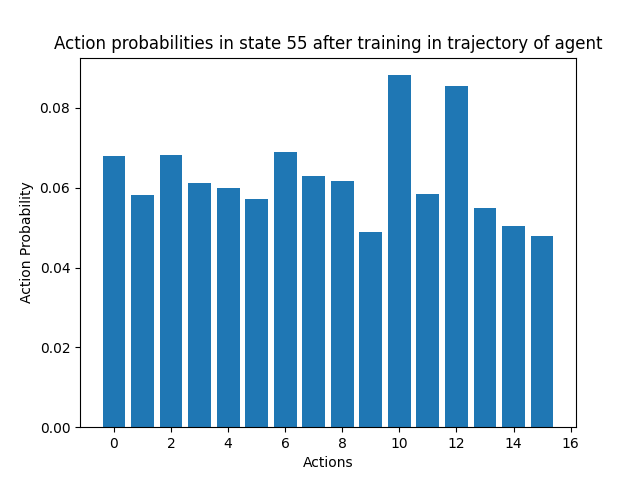 Action probabilities in state 55 after training in trajectory of agent
0.08
0.06
0.04
0.02
0.00
Action Probability
0 2 4 6 8 10 12 14 16
Actions